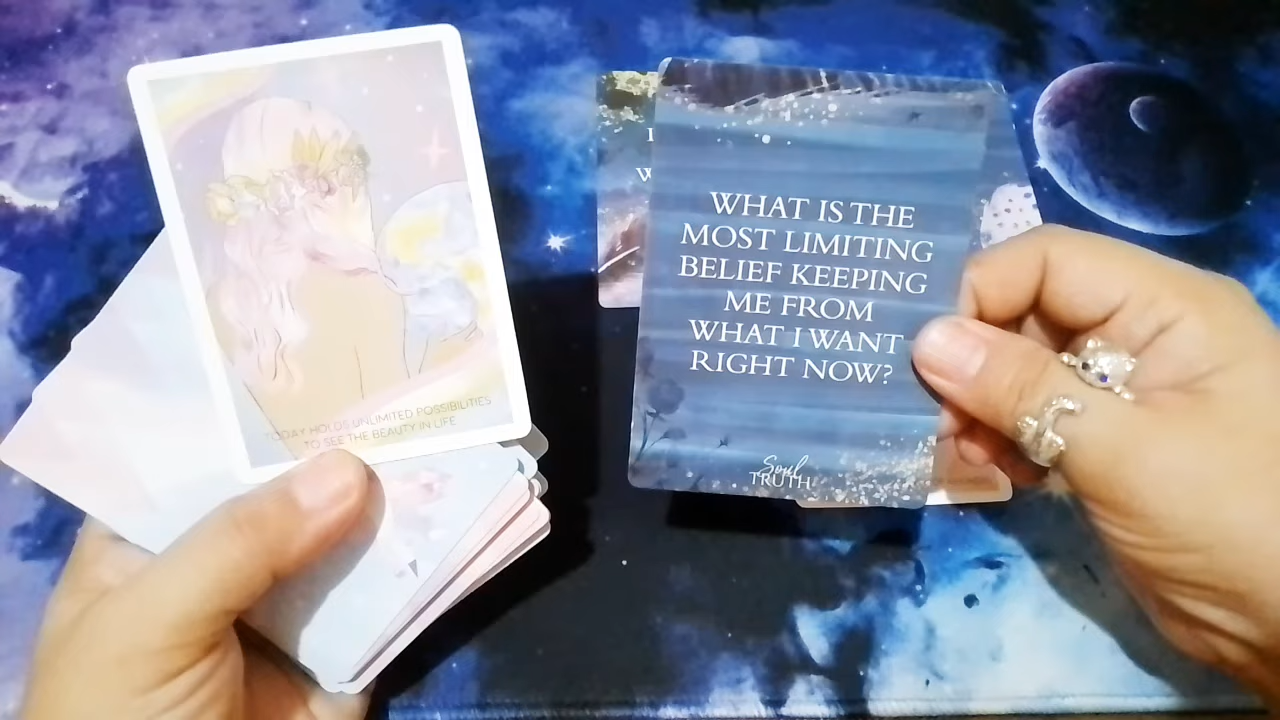 TODAY HOLDS UNLIMITED POSSIBILITIES
TO SEE THE BEAUTY IN LIFE
WHAT IS THE
MOST LIMITING
BELIEF KEEPING
ME FROM
WHAT I WANT
RIGHT NOW?
Soul
TRUTH